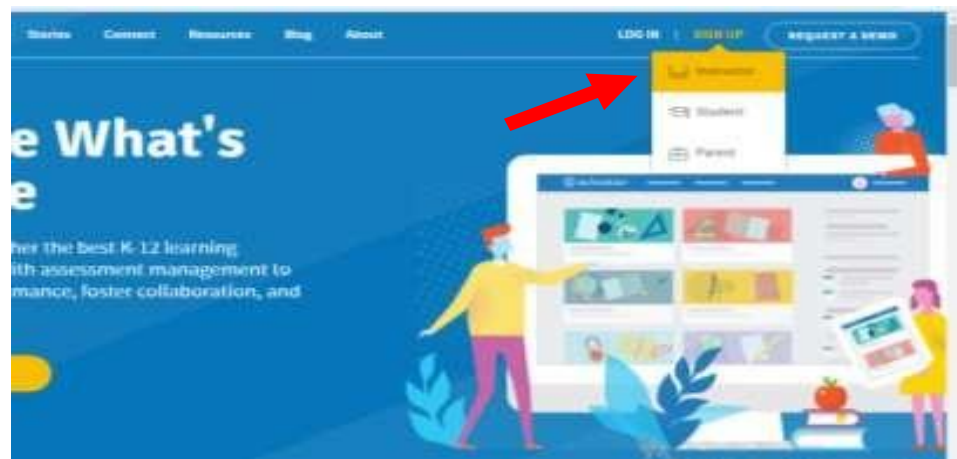 Stories Connect Resources Blog About LOG IN | SIGN UP REQUEST A DEMO
Instructor
Student
Parent
e What's
e
her the best K-12 learning
ith assessment management to
mance, foster collaboration, and